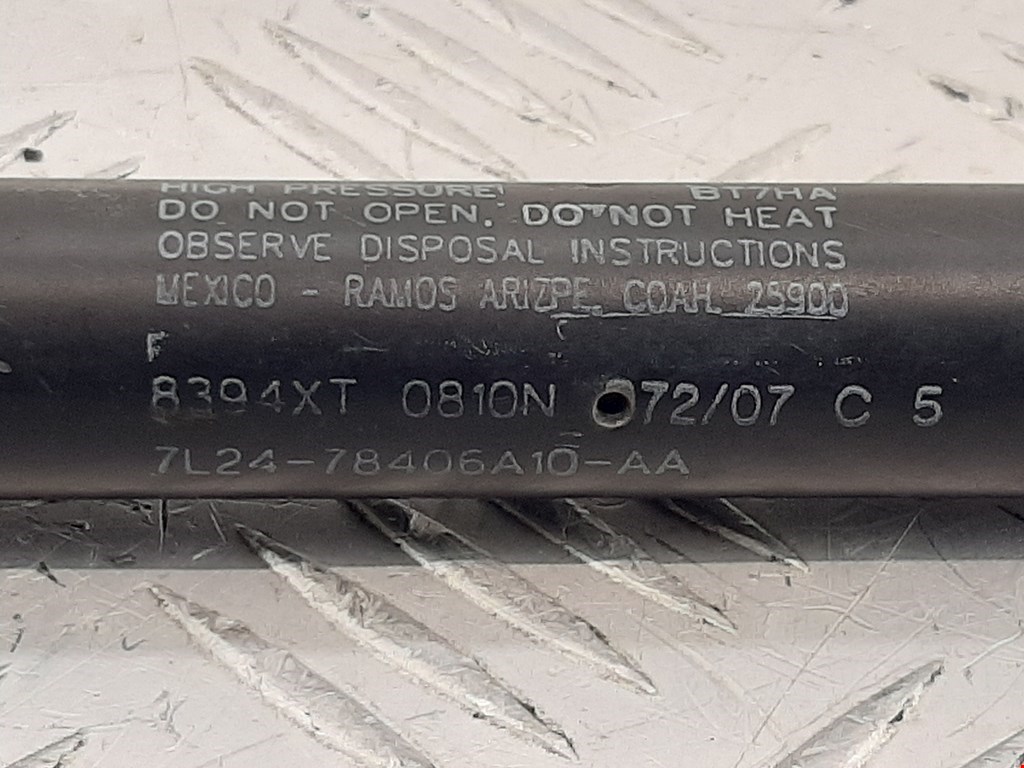 HIGH PRESSURE! BT7HA
DO NOT OPEN. DO NOT HEAT
OBSERVE DISPOSAL INSTRUCTIONS
MEXICO - RAMOS ARIZPE, COAH. 25900
F
8394XT 0810N 072/07 C 5
7L24-78406A10-AA